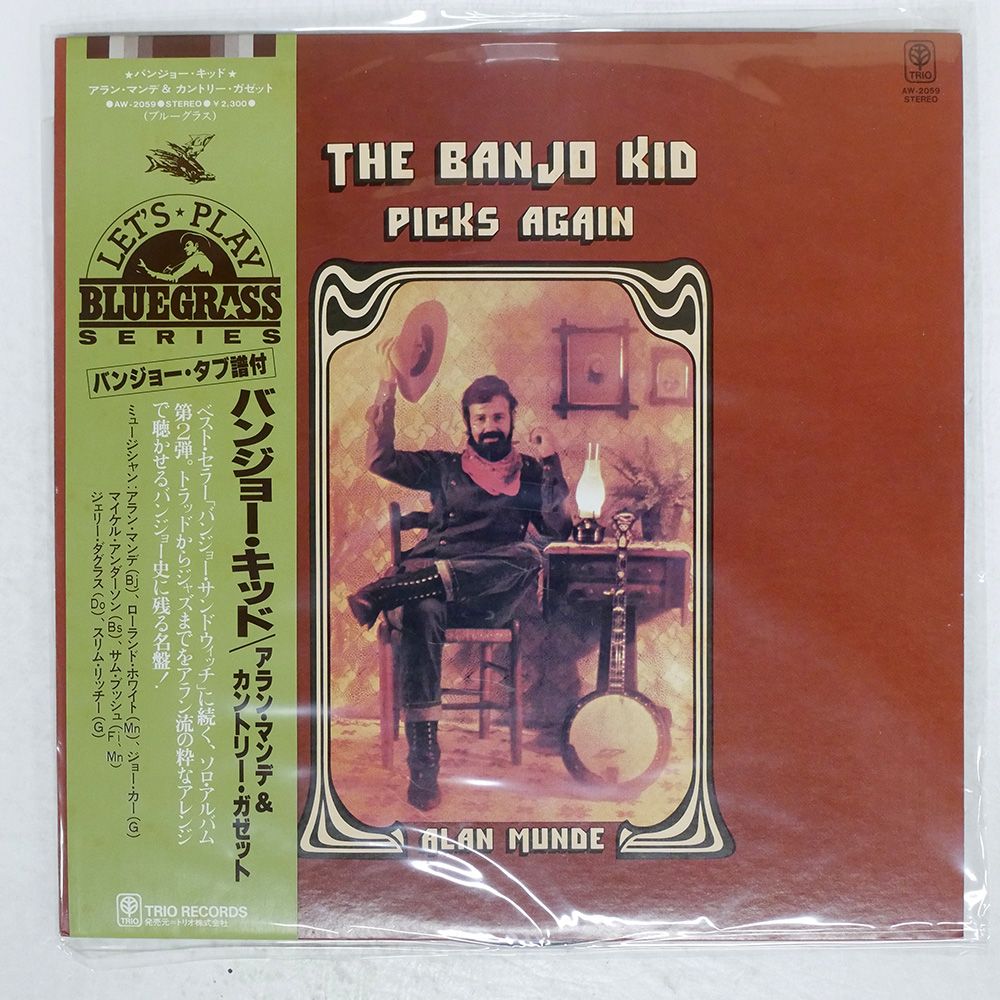 ★バンジョー・キッド★
アラン・マンデ & カントリー・ガゼット
●AW-2059●STEREO●¥2,300●
(ブルーグラス)
LET'S★PLAY
BLUEGRASS
SERIES
バンジョー・タブ譜付
バンジョー・キッド/アラン・マンデ&
カントリー・ガゼット
ベスト・セラー「バンジョー・サンドウィッチ」に続く、ソロ・アルバム
第2弾。トラッドからジャズまでをアラン流の粋なアレンジ
で聴かせるバンジョー史に残る名盤!
ミュージシャン:アラン・マンデ(Bj)、ローランド・ホワイト(Mn)、ジョー・カー(G)
マイケル・アンダーソン(Bs)、サム・ブッシュ(Fi、Mn)
ジェリー・ダグラス(Do)、スリム・リッチー(G)
TRIO
TRIO RECORDS
発売元=トリオ株式会社
TRIO
AW-2059
STEREO
THE BANJO KID
PICKS AGAIN
ALAN MUNDE